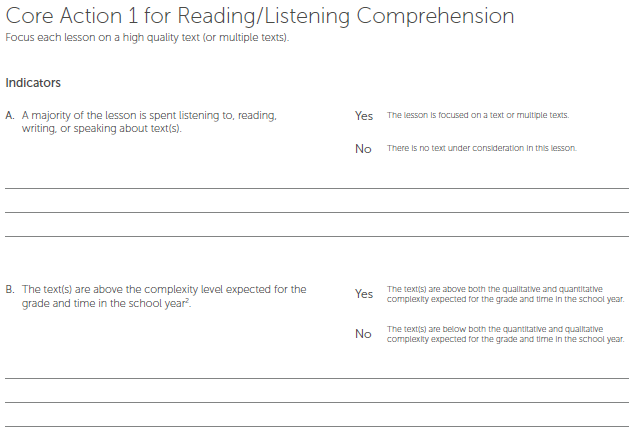 Core Action 1 for Reading/Listening Comprehension
Focus each lesson on a high quality text (or multiple texts).
Indicators
A. A majority of the lesson is spent listening to, reading,
writing, or speaking about text(s).
Yes The lesson is focused on a text or multiple texts.
No There is no text under consideration in this lesson.
B. The text(s) are above the complexity level expected for the
grade and time in the school year².
Yes The text(s) are above both the qualitative and quantitative
complexity expected for the grade and time in the school year.
No The text(s) are below both the quantitative and qualitative
complexity expected for the grade and time in the school year.